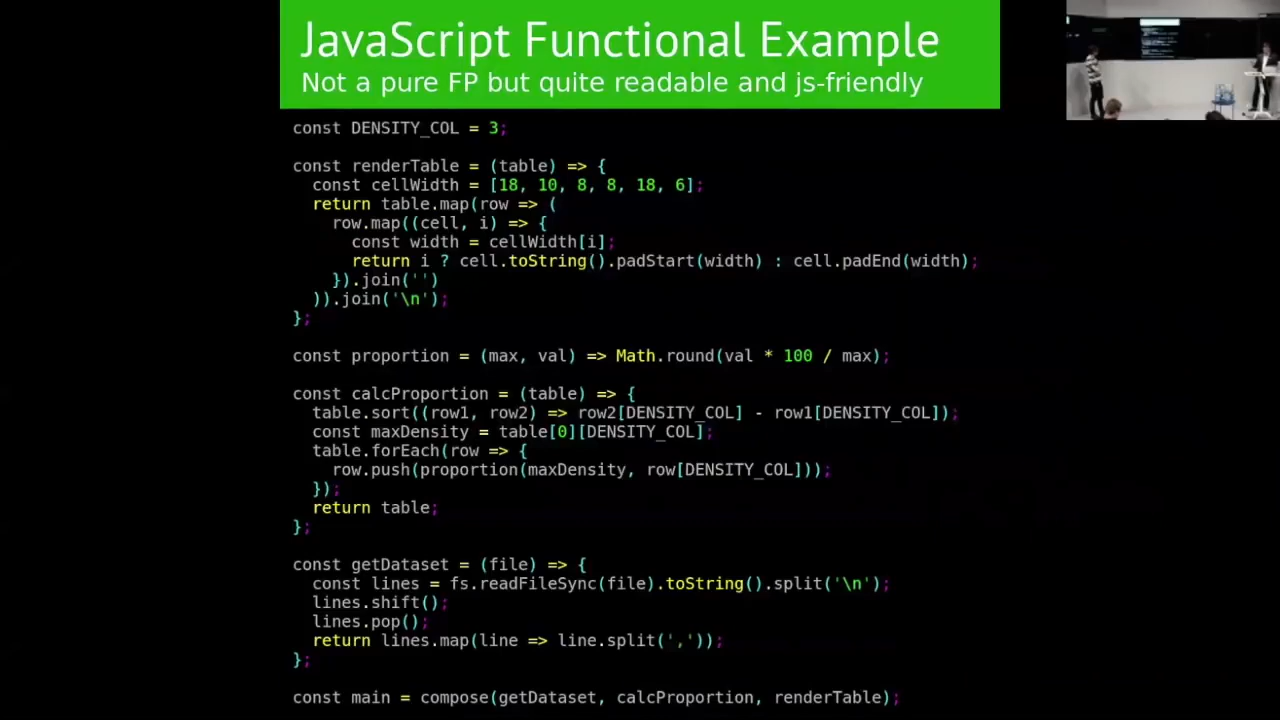 JavaScript Functional Example
Not a pure FP but quite readable and js-friendly
const DENSITY_COL = 3;
const renderTable = (table) => {
  const cellWidth = [18, 10, 8, 8, 18, 6];
  return table.map(row => (
    row.map((cell, i) => {
      const width = cellWidth[i];
      return i ? cell.toString().padStart(width) : cell.padEnd(width);
    }).join('')
  )).join('\n');
};
const proportion = (max, val) => Math.round(val * 100 / max);
const calcProportion = (table) => {
  table.sort((row1, row2) => row2[DENSITY_COL] - row1[DENSITY_COL]);
  const maxDensity = table[0][DENSITY_COL];
  table.forEach(row => {
    row.push(proportion(maxDensity, row[DENSITY_COL]));
  });
  return table;
};
const getDataset = (file) => {
  const lines = fs.readFileSync(file).toString().split('\n');
  lines.shift();
  lines.pop();
  return lines.map(line => line.split(','));
};
const main = compose(getDataset, calcProportion, renderTable);